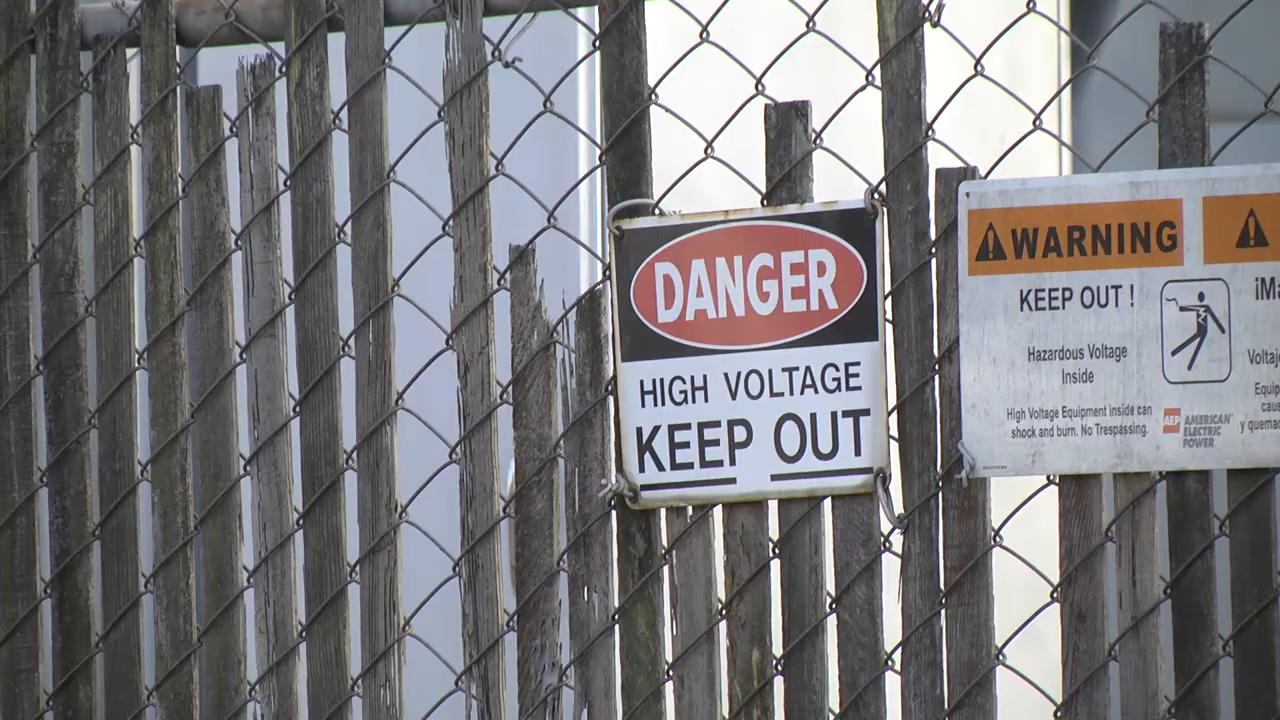 DANGER
HIGH VOLTAGE
KEEP OUT
WARNING
KEEP OUT !
Hazardous Voltage
Inside
High Voltage Equipment inside can
shock and burn. No Trespassing.
AEP AMERICAN
ELECTRIC
POWER
y